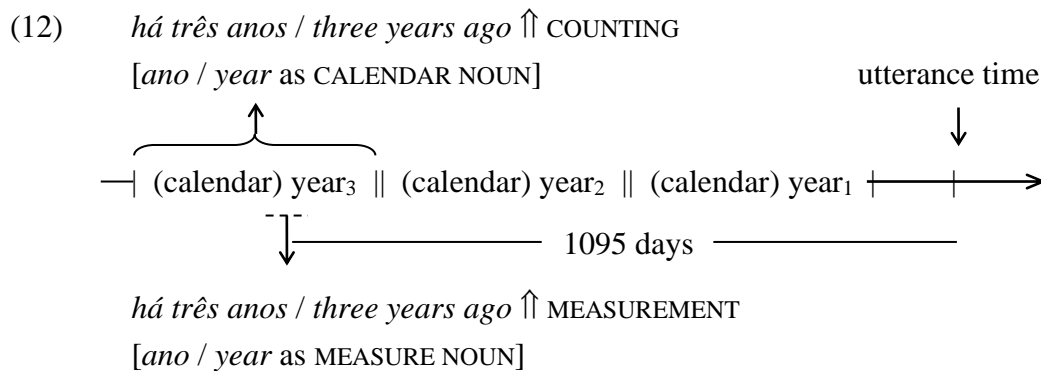 (12) há três anos / three years ago ⇑ COUNTING
[ano / year as CALENDAR NOUN]
utterance time
(calendar) year₃ || (calendar) year₂ || (calendar) year₁
1095 days
há três anos / three years ago ⇑ MEASUREMENT
[ano / year as MEASURE NOUN]